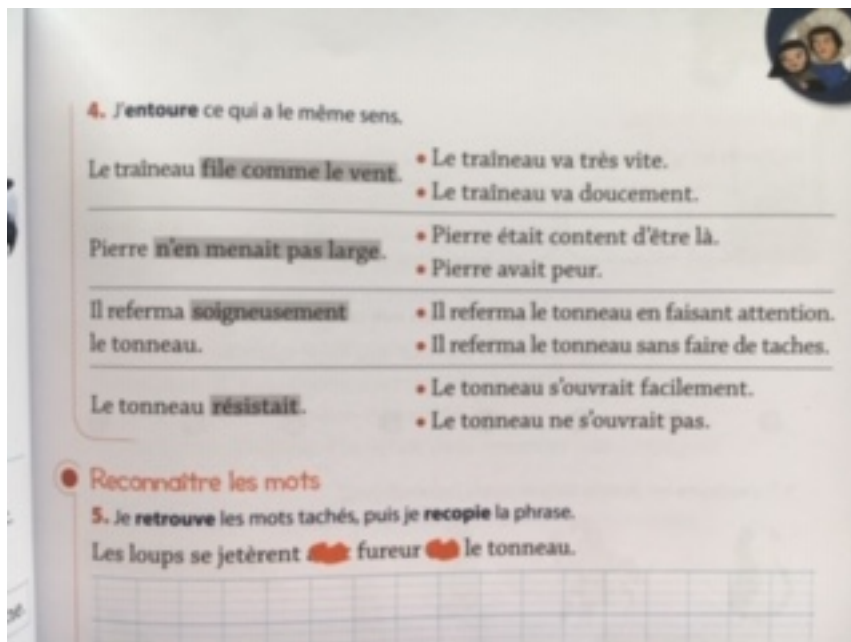 4. J'entoure ce qui a le même sens.
Le traîneau file comme le vent.
• Le traîneau va très vite.
• Le traîneau va doucement.
Pierre n'en menait pas large.
• Pierre était content d'être là.
• Pierre avait peur.
Il referma soigneusement
le tonneau.
• Il referma le tonneau en faisant attention.
• Il referma le tonneau sans faire de taches.
Le tonneau résistait.
• Le tonneau s'ouvrait facilement.
• Le tonneau ne s'ouvrait pas.
Reconnaître les mots
5. Je retrouve les mots tachés, puis je recopie la phrase.
Les loups se jetèrent fureur le tonneau.